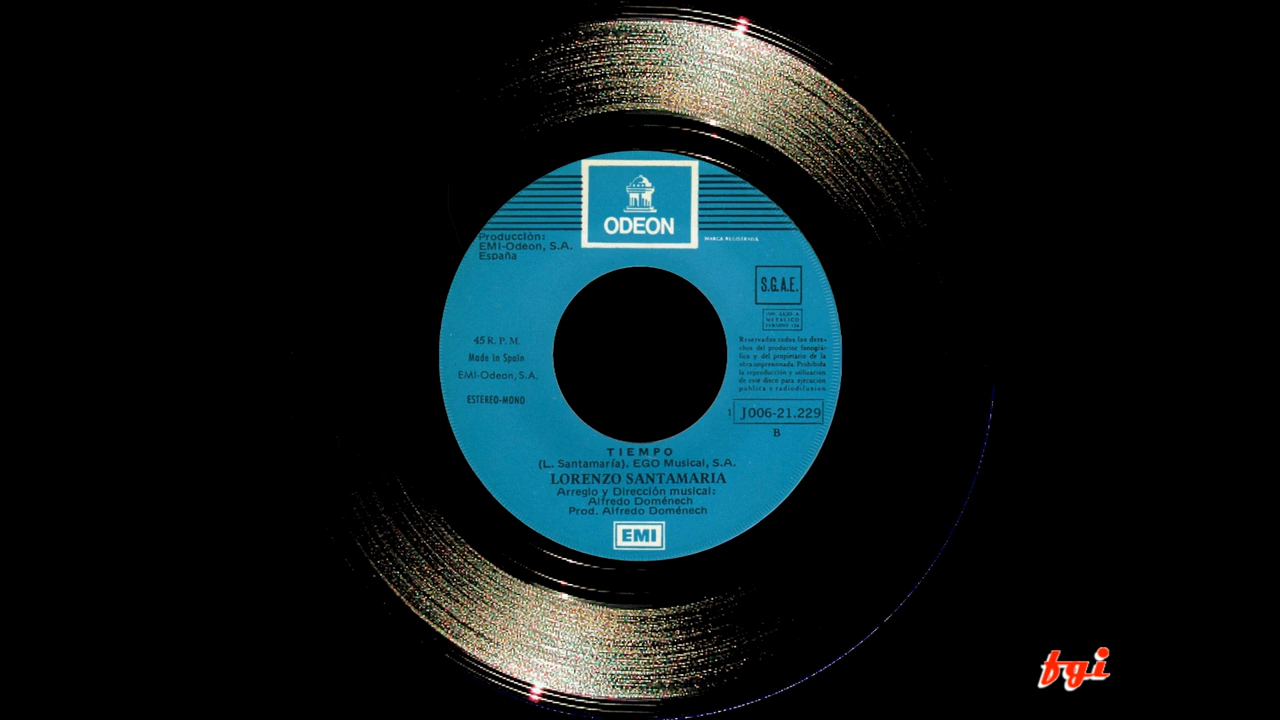 ODEON
MARCA REGISTRADA
Producción:
EMI-Odeon, S.A.
España
S.G.A.E.
45 R. P. M.
Made in Spain
EMI-Odeon, S.A.
ESTEREO-MONO
Reservados todos los dere-
chos del productor fonográ-
fico y del propietario de la
obra impresionada. Prohibida
la reproducción y utilización
de este disco para ejecución
pública y radiodifusión
1 J006-21.229
B
TIEMPO
(L. Santamaría). EGO Musical, S.A.
LORENZO SANTAMARIA
Arreglo y Dirección musical:
Alfredo Doménech
Prod. Alfredo Doménech
EMI
fgi